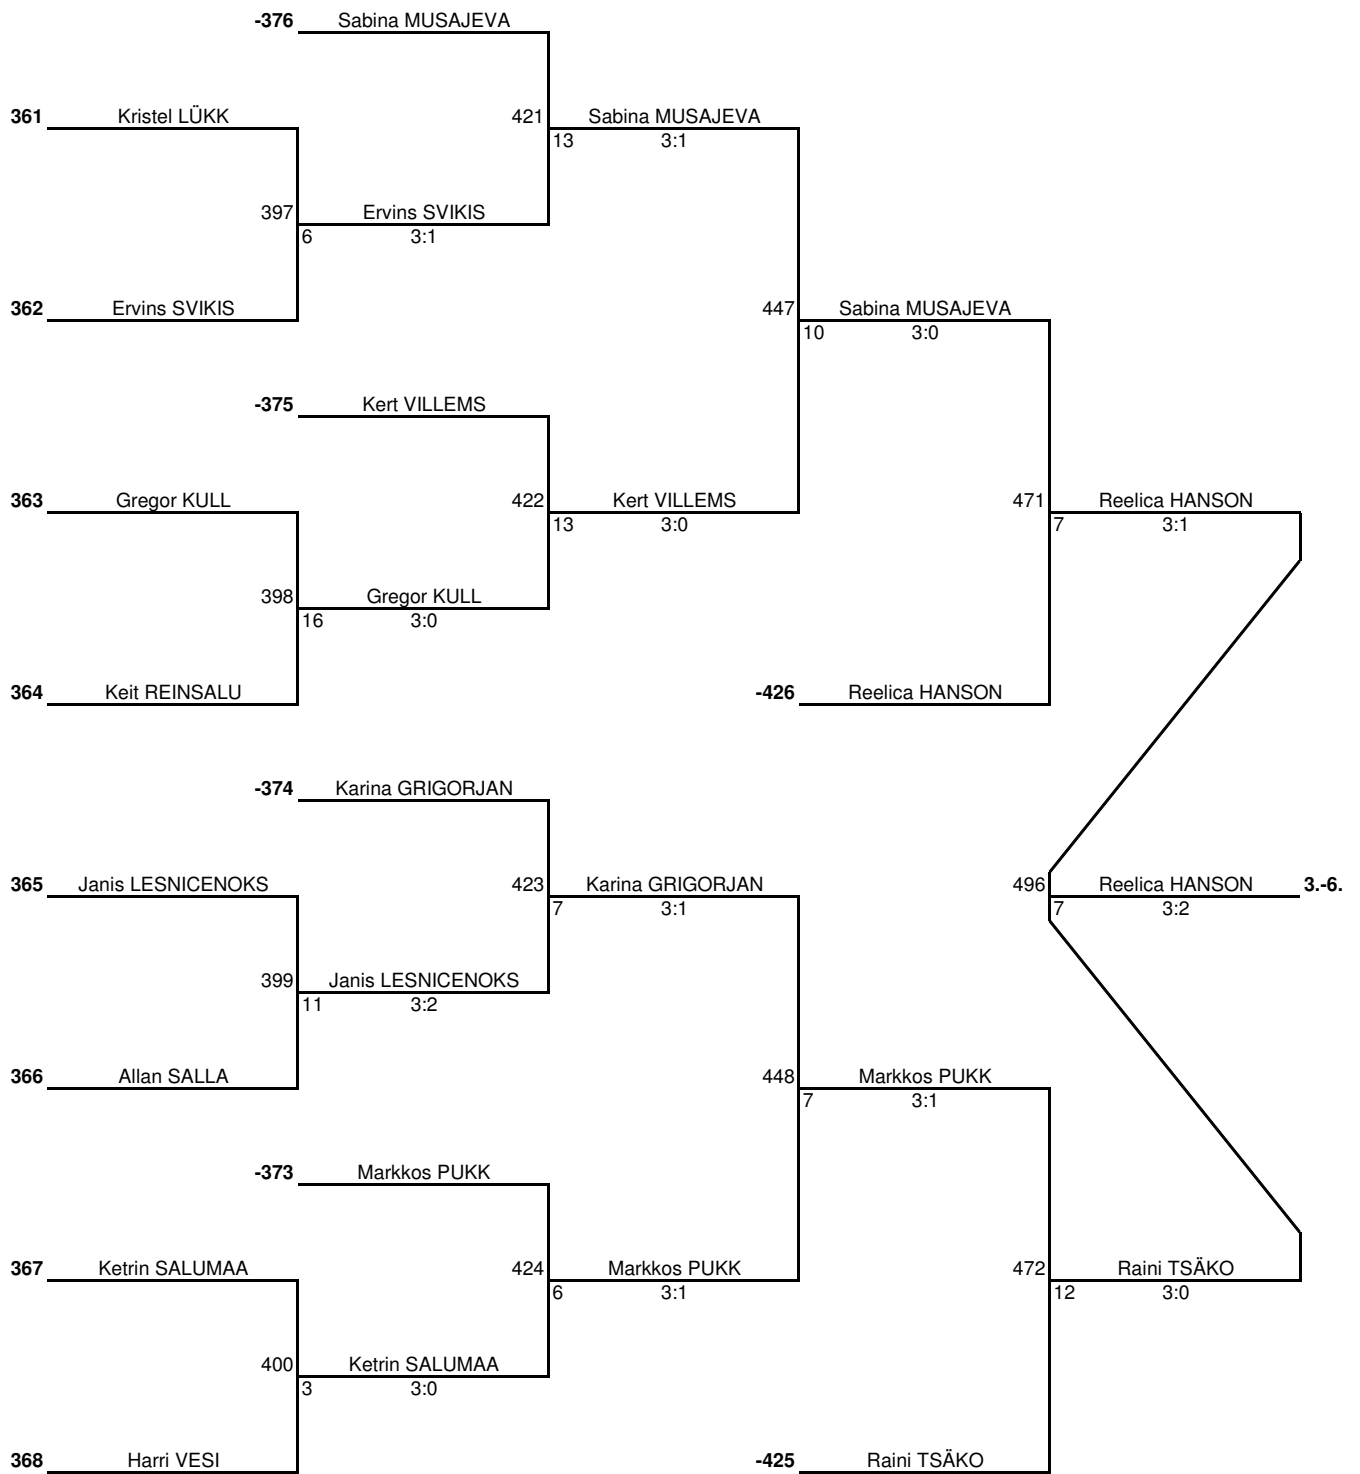 -376 Sabina MUSAJEVA
361 Kristel LÜKK 421 Sabina MUSAJEVA
13 3:1
397 Ervins SVIKIS
6 3:1
362 Ervins SVIKIS 447 Sabina MUSAJEVA
10 3:0
-375 Kert VILLEMS
363 Gregor KULL 422 Kert VILLEMS 471 Reelica HANSON
13 3:0 7 3:1
398 Gregor KULL
16 3:0
364 Keit REINSALU -426 Reelica HANSON
-374 Karina GRIGORJAN
365 Janis LESNICENOKS 423 Karina GRIGORJAN 496 Reelica HANSON 3.-6.
7 3:1 7 3:2
399 Janis LESNICENOKS
11 3:2
366 Allan SALLA 448 Markkos PUKK
7 3:1
-373 Markkos PUKK
367 Ketrin SALUMAA 424 Markkos PUKK 472 Raini TSÄKO
6 3:1 12 3:0
400 Ketrin SALUMAA
3 3:0
368 Harri VESI -425 Raini TSÄKO